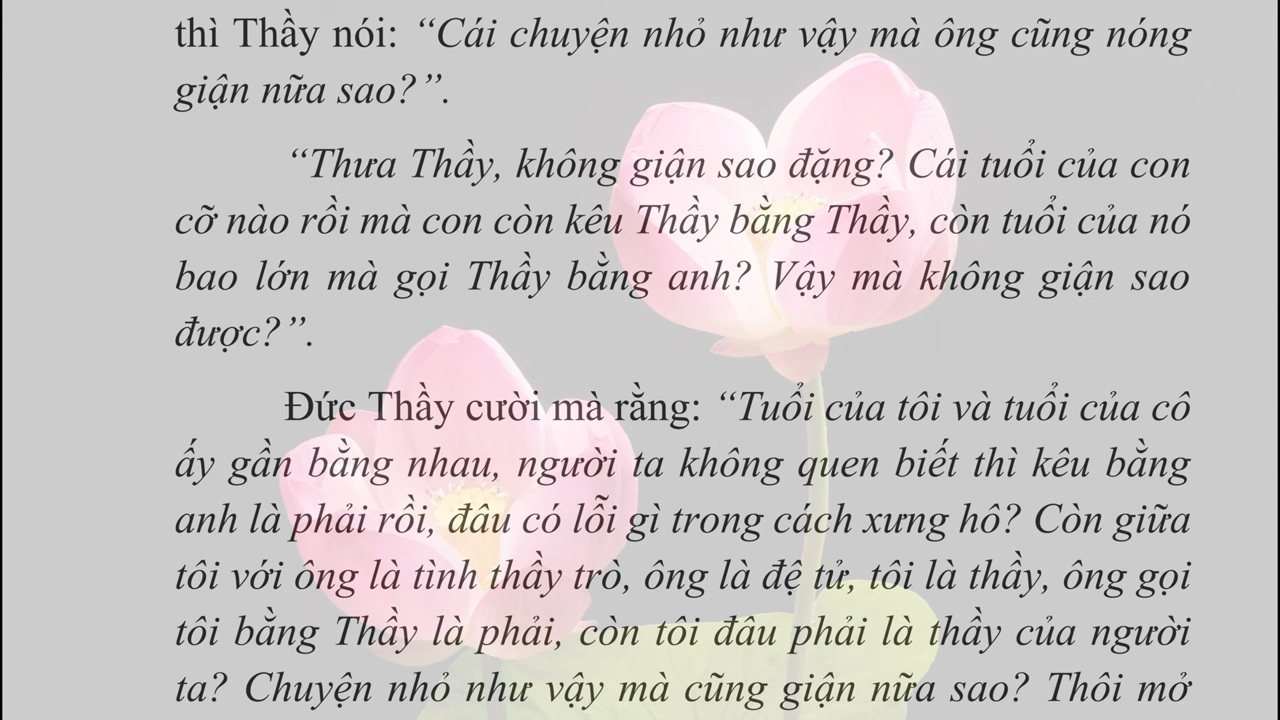 thì Thầy nói: “Cái chuyện nhỏ như vậy mà ông cũng nóng
giận nữa sao?”.
“Thưa Thầy, không giận sao đặng? Cái tuổi của con
cỡ nào rồi mà con còn kêu Thầy bằng Thầy, còn tuổi của nó
bao lớn mà gọi Thầy bằng anh? Vậy mà không giận sao
được?”.
Đức Thầy cười mà rằng: “Tuổi của tôi và tuổi của cô
ấy gần bằng nhau, người ta không quen biết thì kêu bằng
anh là phải rồi, đâu có lỗi gì trong cách xưng hô? Còn giữa
tôi với ông là tình thầy trò, ông là đệ tử, tôi là thầy, ông gọi
tôi bằng Thầy là phải, còn tôi đâu phải là thầy của người
ta? Chuyện nhỏ như vậy mà cũng giận nữa sao? Thôi mở